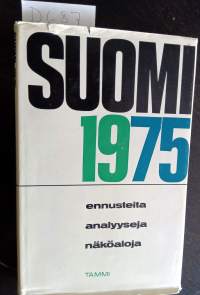 SUOMI
1975
ennusteita
analyyseja
näköaloja
TAMMI